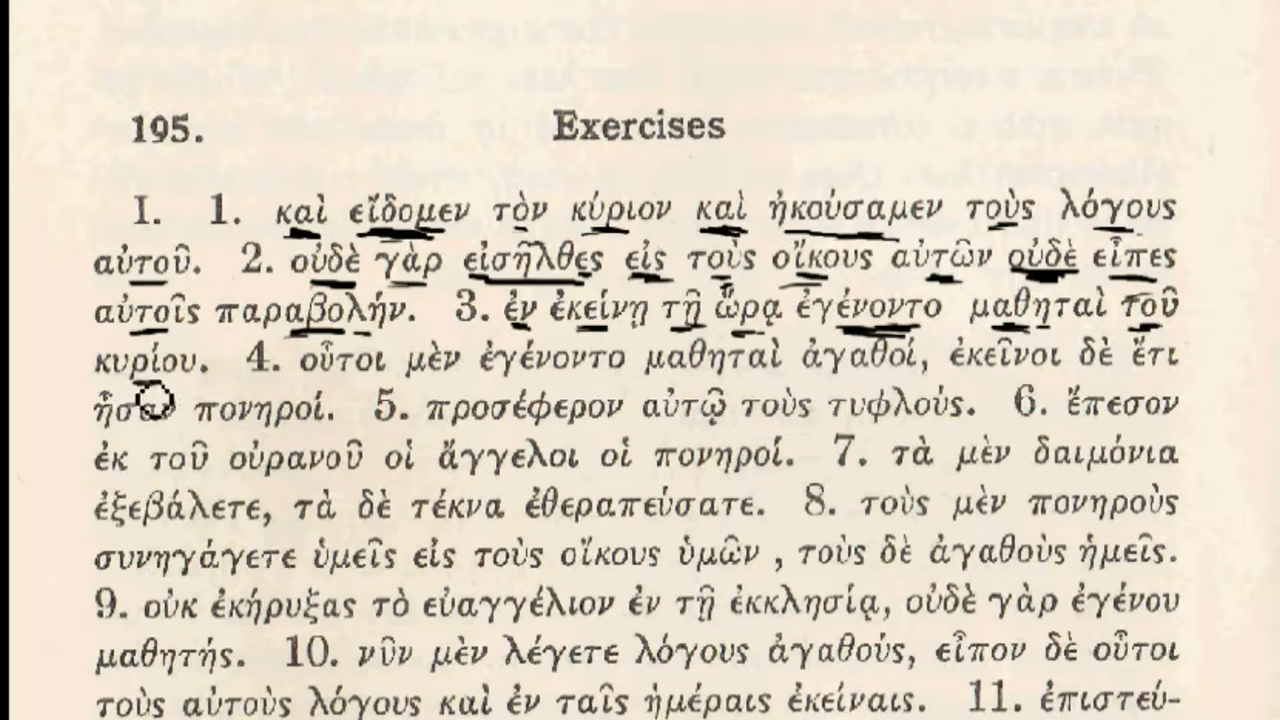 195. Exercises
I. 1. καὶ εἴδομεν τὸν κύριον καὶ ἠκούσαμεν τοὺς λόγους
αὐτοῦ. 2. οὐδὲ γὰρ εἰσῆλθες εἰς τοὺς οἴκους αὐτῶν οὐδὲ εἶπες
αὐτοῖς παραβολήν. 3. ἐν ἐκείνῃ τῇ ὥρᾳ ἐγένοντο μαθηταὶ τοῦ
κυρίου. 4. οὗτοι μὲν ἐγένοντο μαθηταὶ ἀγαθοί, ἐκεῖνοι δὲ ἔτι
ἦσαν πονηροί. 5. προσέφερον αὐτῷ τοὺς τυφλούς. 6. ἔπεσον
ἐκ τοῦ οὐρανοῦ οἱ ἄγγελοι οἱ πονηροί. 7. τὰ μὲν δαιμόνια
ἐξεβάλετε, τὰ δὲ τέκνα ἐθεραπεύσατε. 8. τοὺς μὲν πονηροὺς
συνηγάγετε ὑμεῖς εἰς τοὺς οἴκους ὑμῶν , τοὺς δὲ ἀγαθοὺς ἡμεῖς.
9. οὐκ ἐκήρυξας τὸ εὐαγγέλιον ἐν τῇ ἐκκλησίᾳ, οὐδὲ γὰρ ἐγένου
μαθητής. 10. νῦν μὲν λέγετε λόγους ἀγαθούς, εἶπον δὲ οὗτοι
τοὺς αὐτοὺς λόγους καὶ ἐν ταῖς ἡμέραις ἐκείναις. 11. ἐπιστεύ-